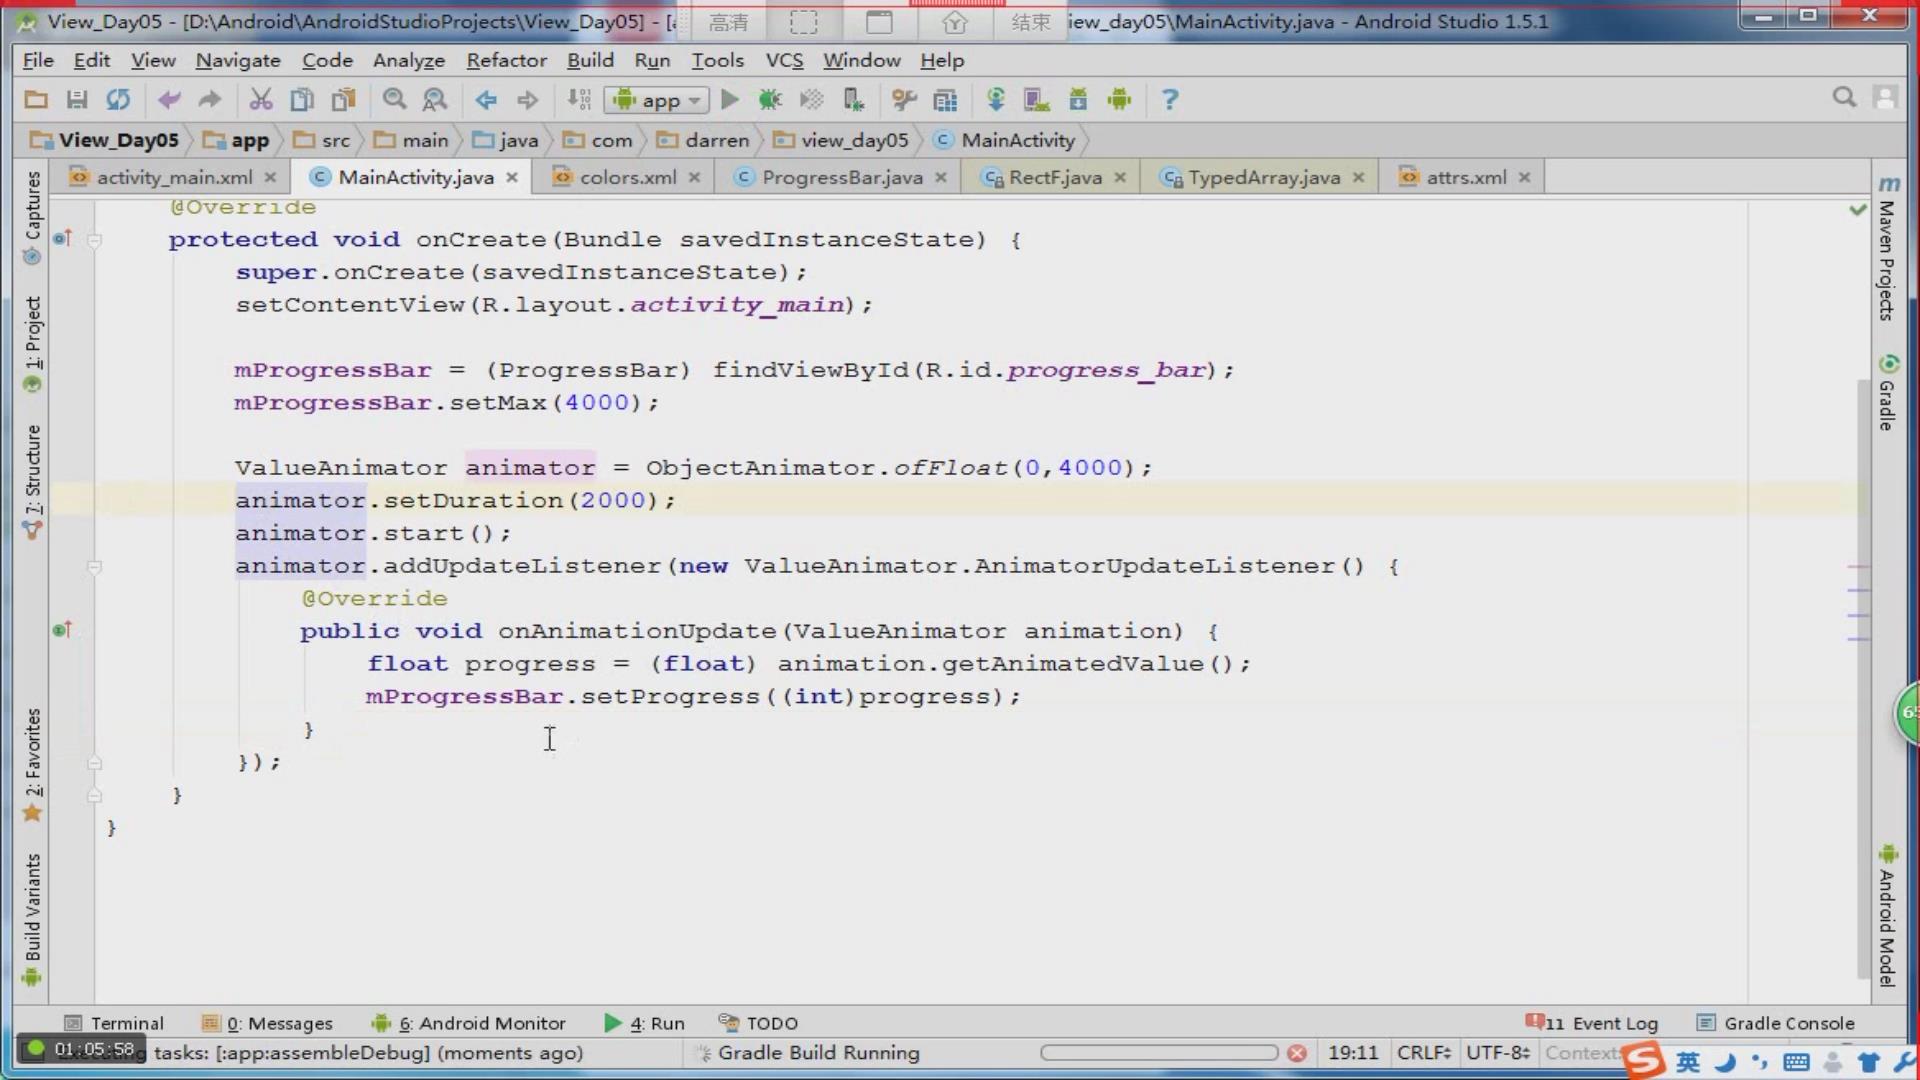 View_Day05 - [D:\Android\AndroidStudioProjects\View_Day05] - [ 高清 结束 iew_day05\MainActivity.java - Android Studio 1.5.1
File Edit View Navigate Code Analyze Refactor Build Run Tools VCS Window Help
app
View_Day05 app src main java com darren view_day05 MainActivity
activity_main.xml MainActivity.java colors.xml ProgressBar.java RectF.java TypedArray.java attrs.xml
@Override
protected void onCreate(Bundle savedInstanceState) {
super.onCreate(savedInstanceState);
setContentView(R.layout.activity_main);
mProgressBar = (ProgressBar) findViewById(R.id.progress_bar);
mProgressBar.setMax(4000);
ValueAnimator animator = ObjectAnimator.ofFloat(0,4000);
animator.setDuration(2000);
animator.start();
animator.addUpdateListener(new ValueAnimator.AnimatorUpdateListener() {
@Override
public void onAnimationUpdate(ValueAnimator animation) {
float progress = (float) animation.getAnimatedValue();
mProgressBar.setProgress((int)progress);
}
});
}
}
Captures
1: Project
7: Structure
2: Favorites
Build Variants
m
Maven Projects
Gradle
65
Android Model
Terminal 0: Messages 6: Android Monitor 4: Run TODO 11 Event Log Gradle Console
01:05:58 tasks: [:app:assembleDebug] (moments ago) Gradle Build Running 19:11 CRLF UTF-8 Context
S 英